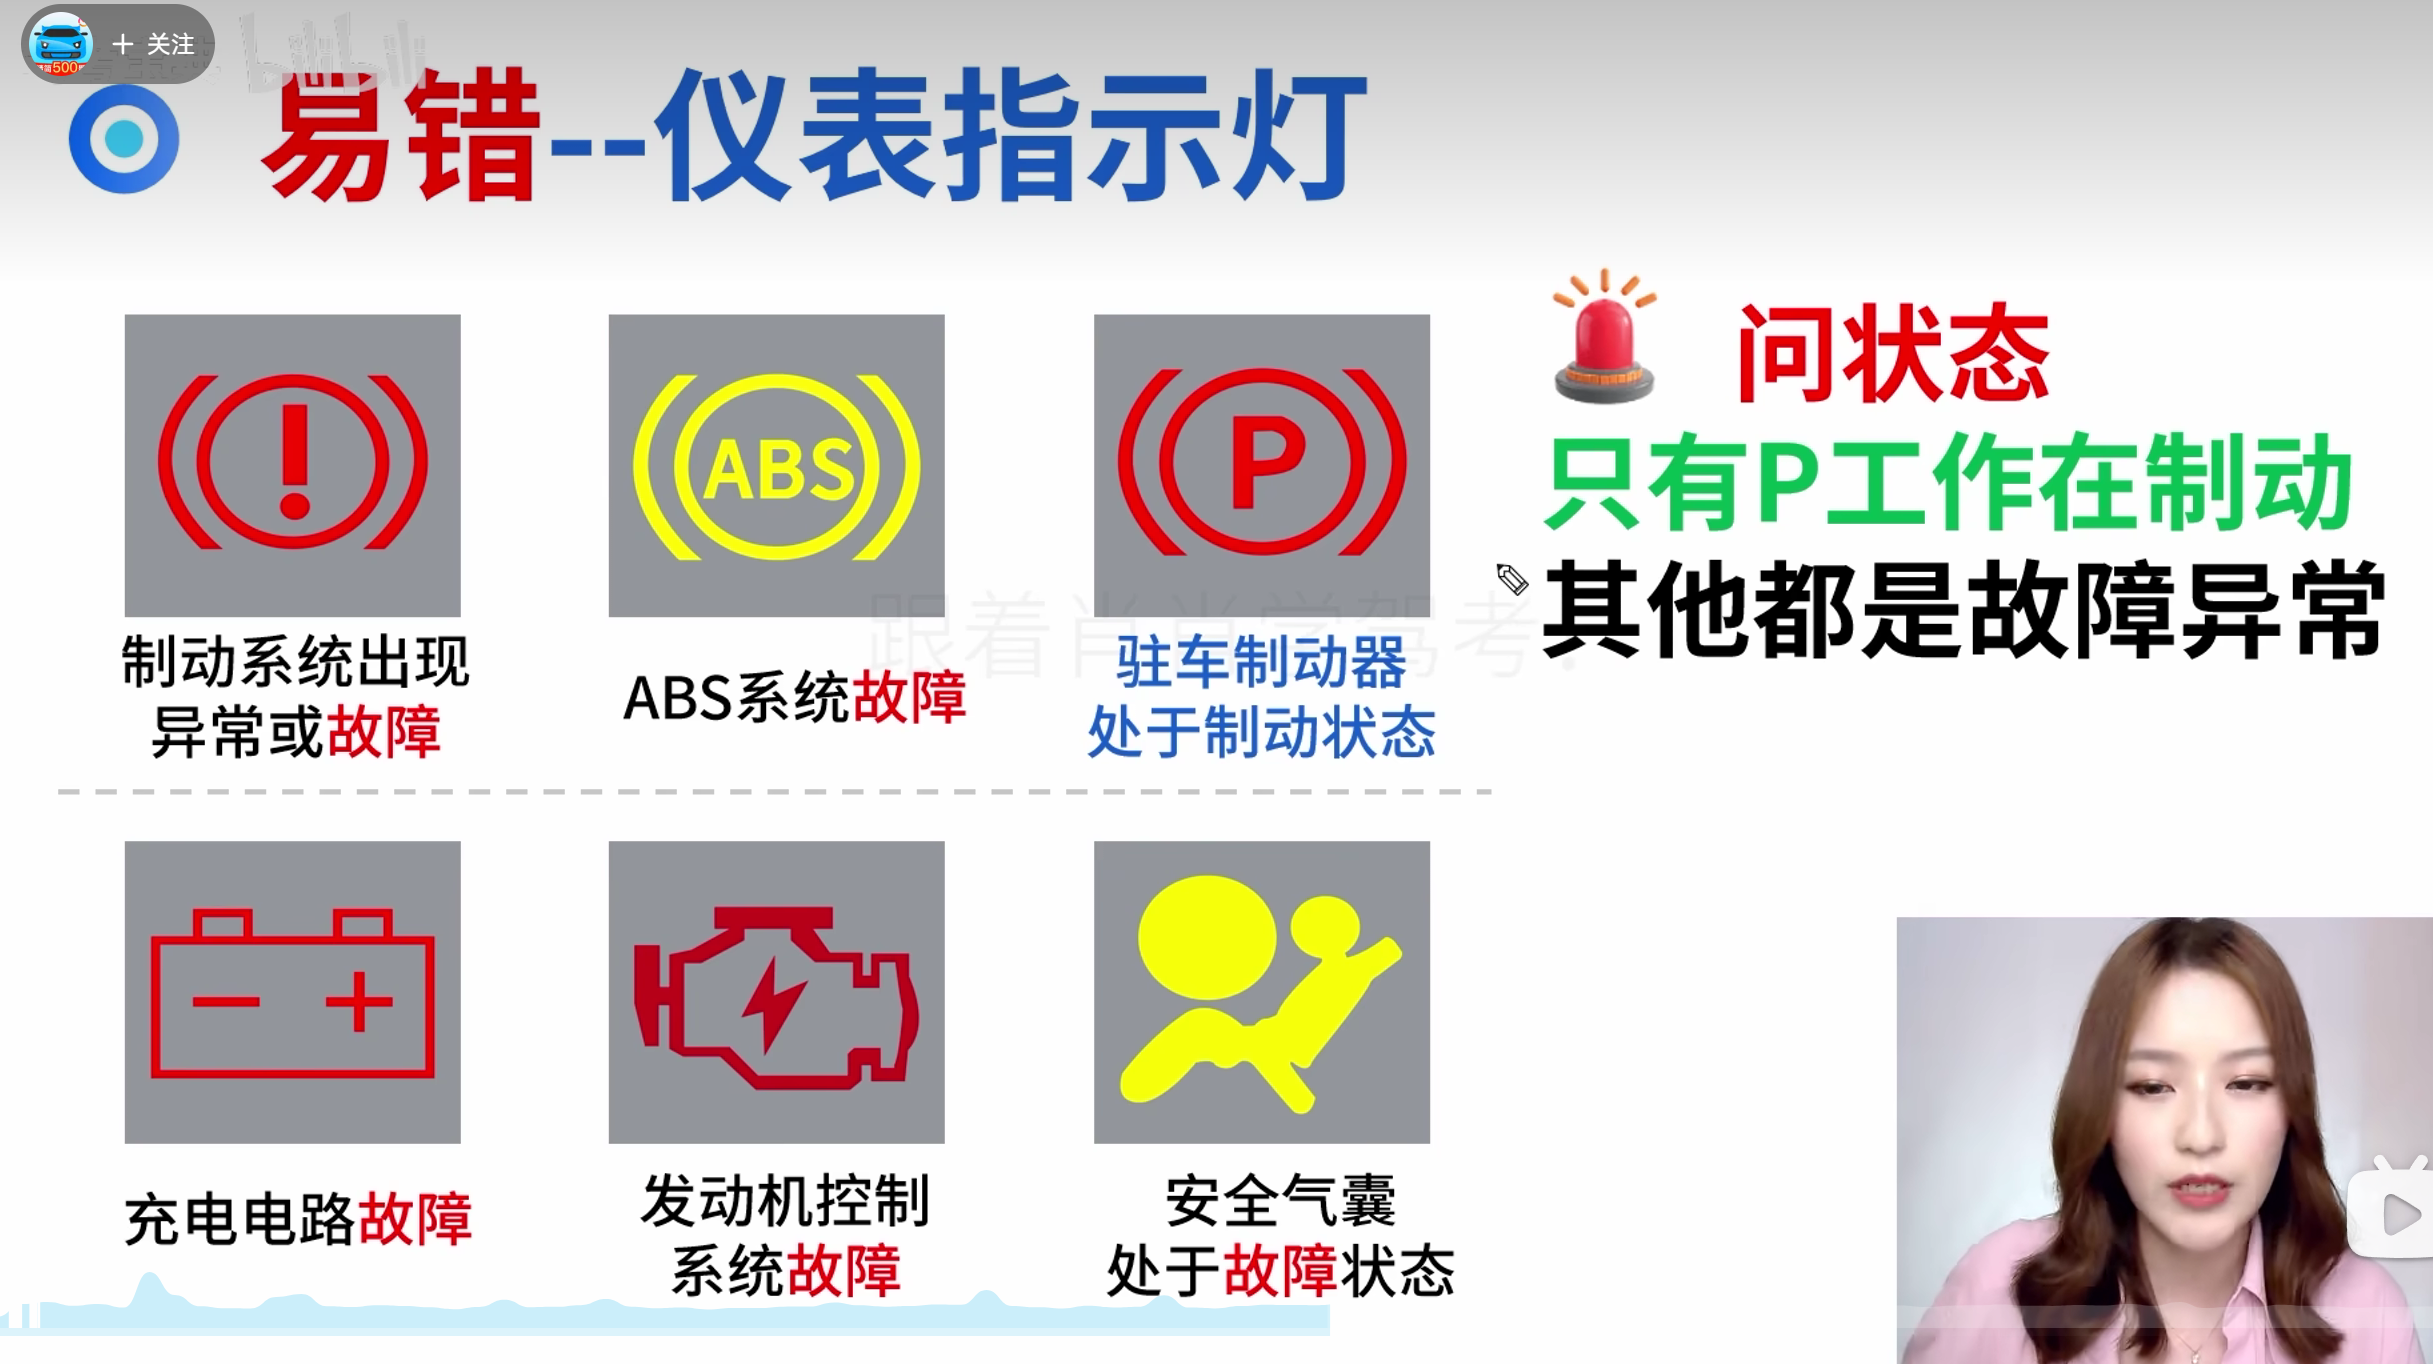 + 关注
bilibili
500
易错--仪表指示灯
问状态
只有P工作在制动
其他都是故障异常
!
ABS
P
制动系统出现
异常或故障
ABS系统故障
驻车制动器
处于制动状态
跟着肖肖学驾考
- +
充电电路故障
发动机控制
系统故障
安全气囊
处于故障状态